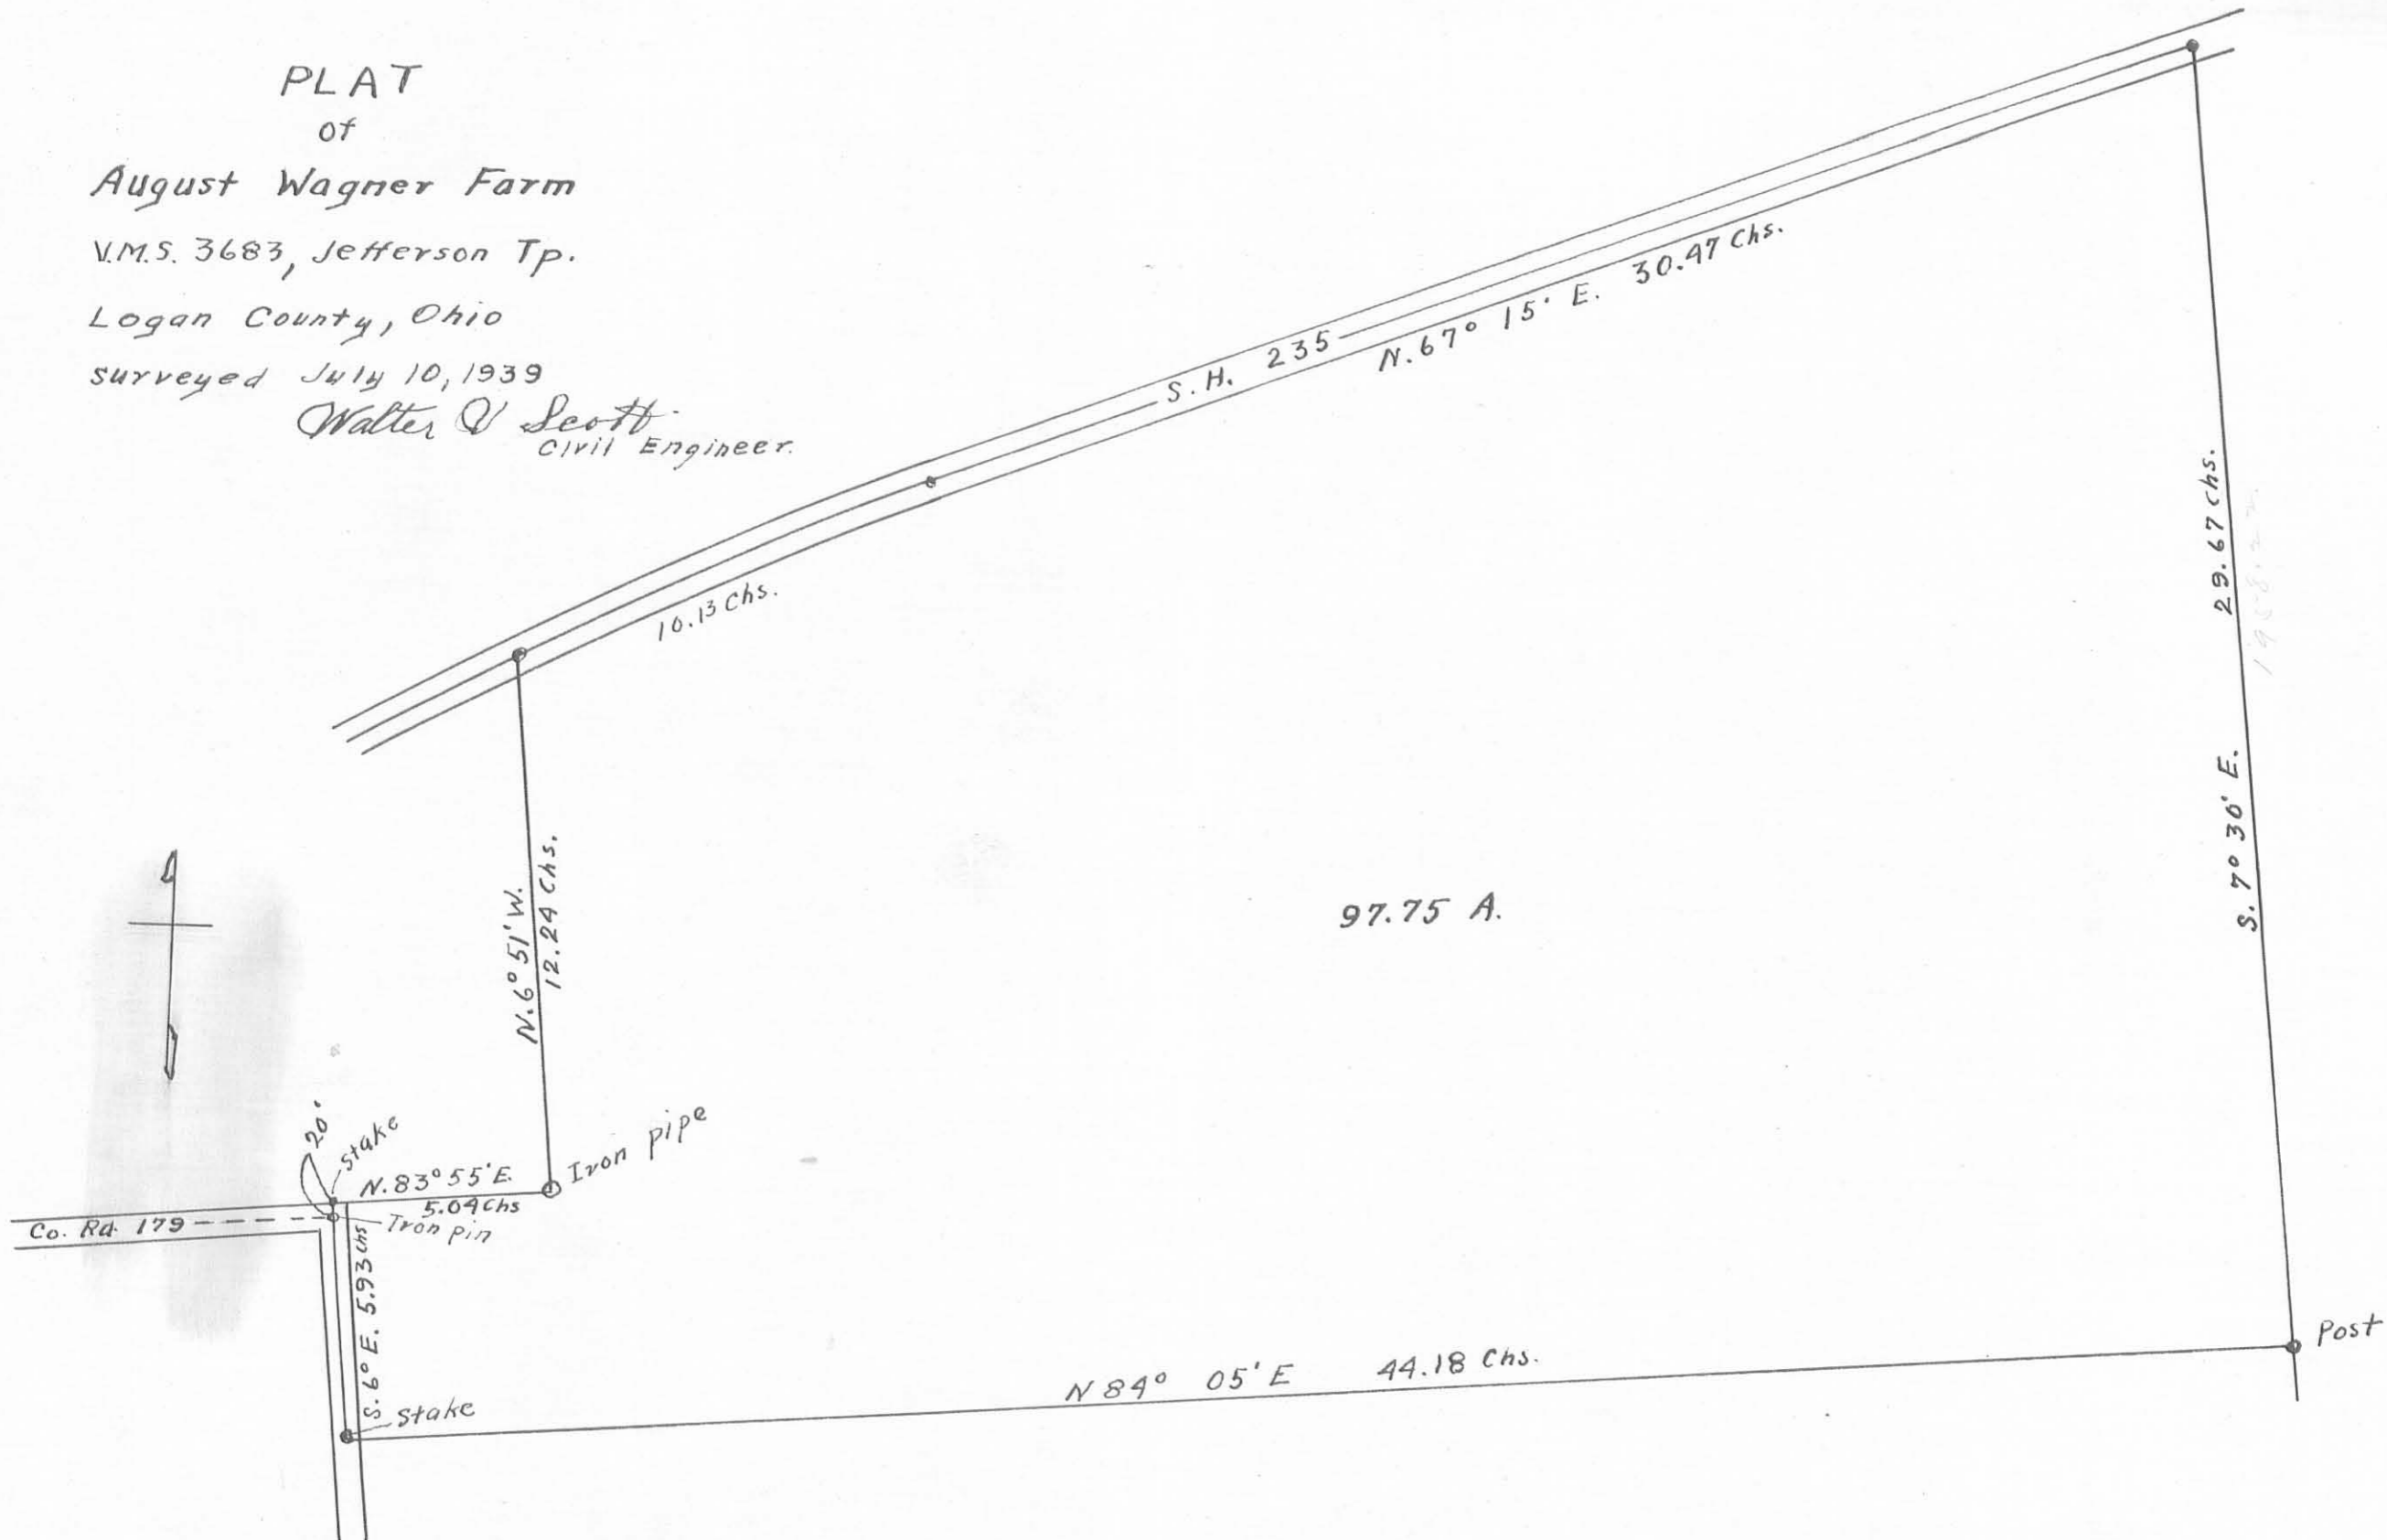 PLAT
of
August Wagner Farm
V.M.S. 3683, Jefferson Tp.
Logan County, Ohio
surveyed July 10, 1939
Walter Scott
Civil Engineer.
S. H. 235
N. 67° 15' E. 30.47 Chs.
10.13 Chs.
29.67 Chs.
S. 7° 30' E.
N. 6° 51' W.
12.24 Chs.
97.75 A.
20'
Stake
N. 83° 55' E.
5.04 Chs
Iron pipe
Co. Rd. 179
Iron pin
S. 6° E. 5.93 Chs
Stake
N 84° 05' E 44.18 Chs.
Post